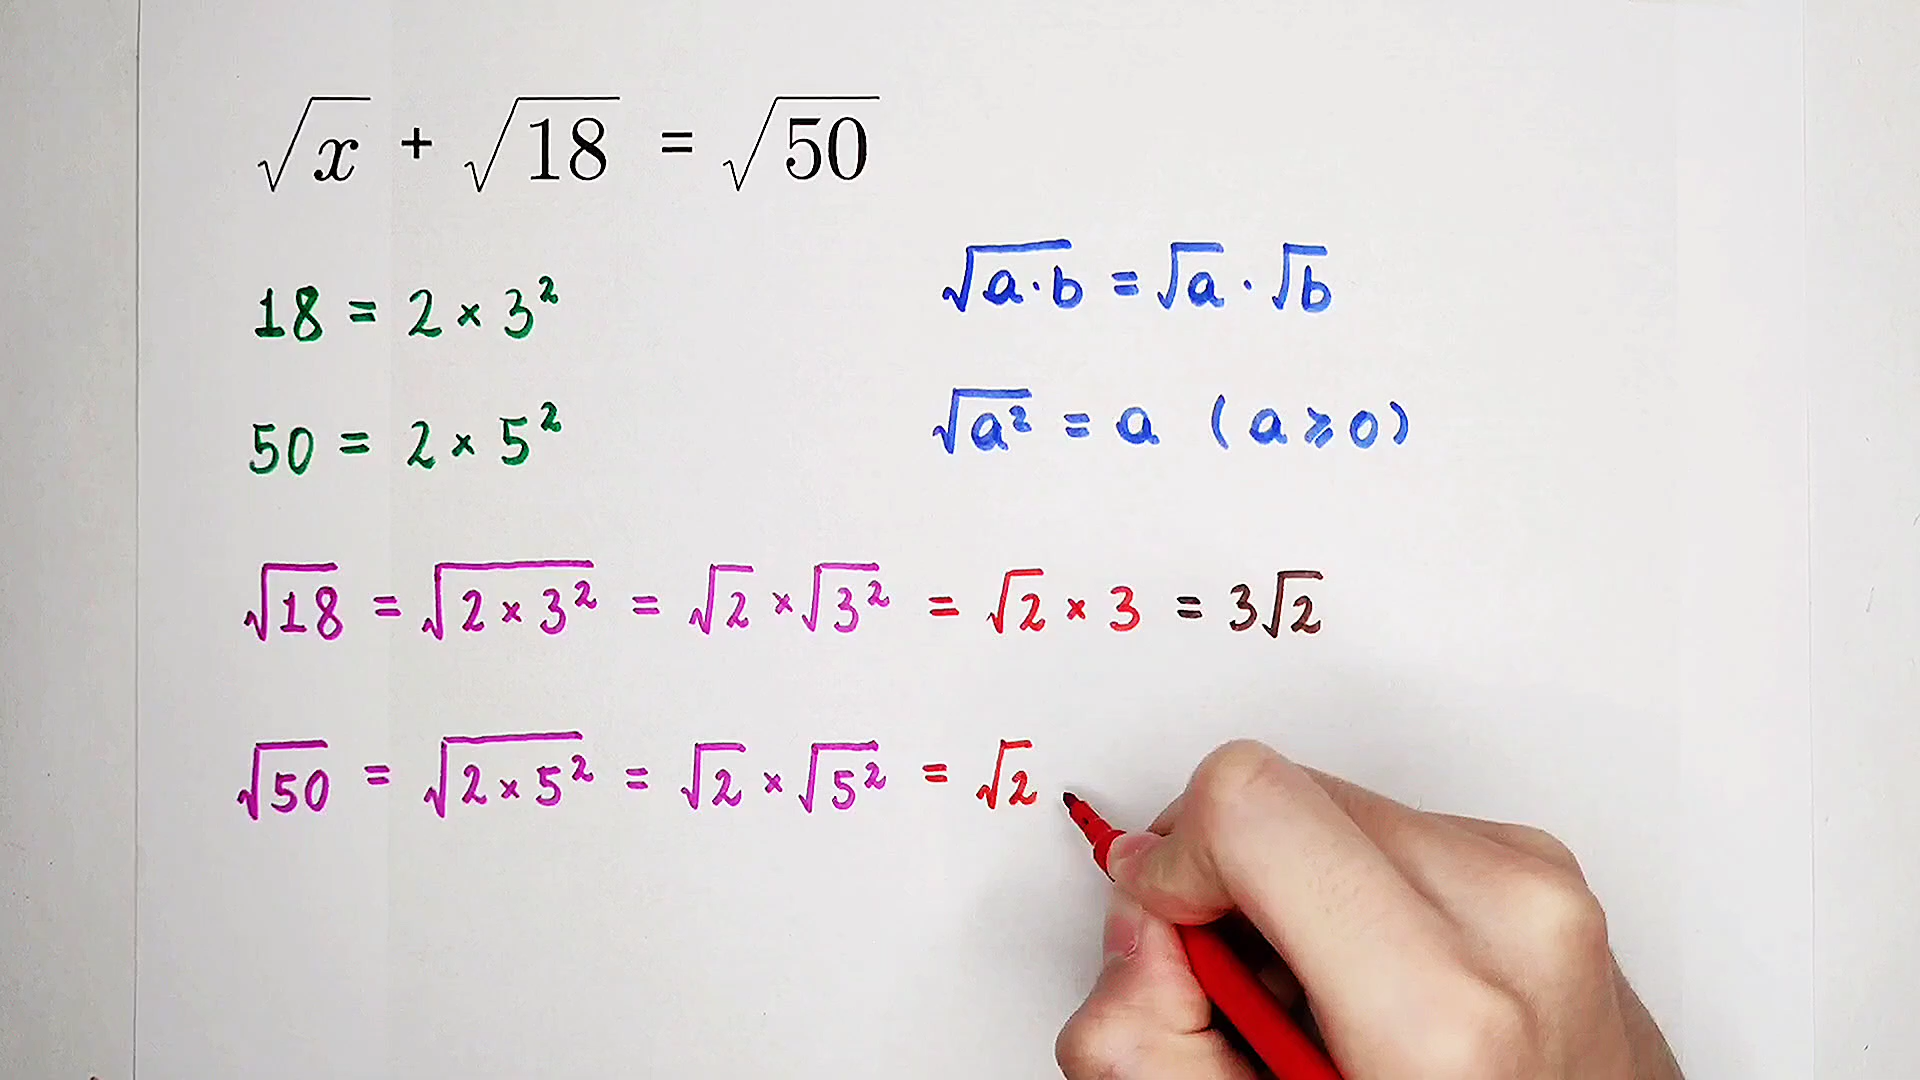 √x + √18 = √50
18 = 2 × 3²
√a·b = √a · √b
50 = 2 × 5²
√a² = a (a ⩾ 0)
√18 = √2 × 3² = √2 × √3² = √2 × 3 = 3√2
√50 = √2 × 5² = √2 × √5² = √2